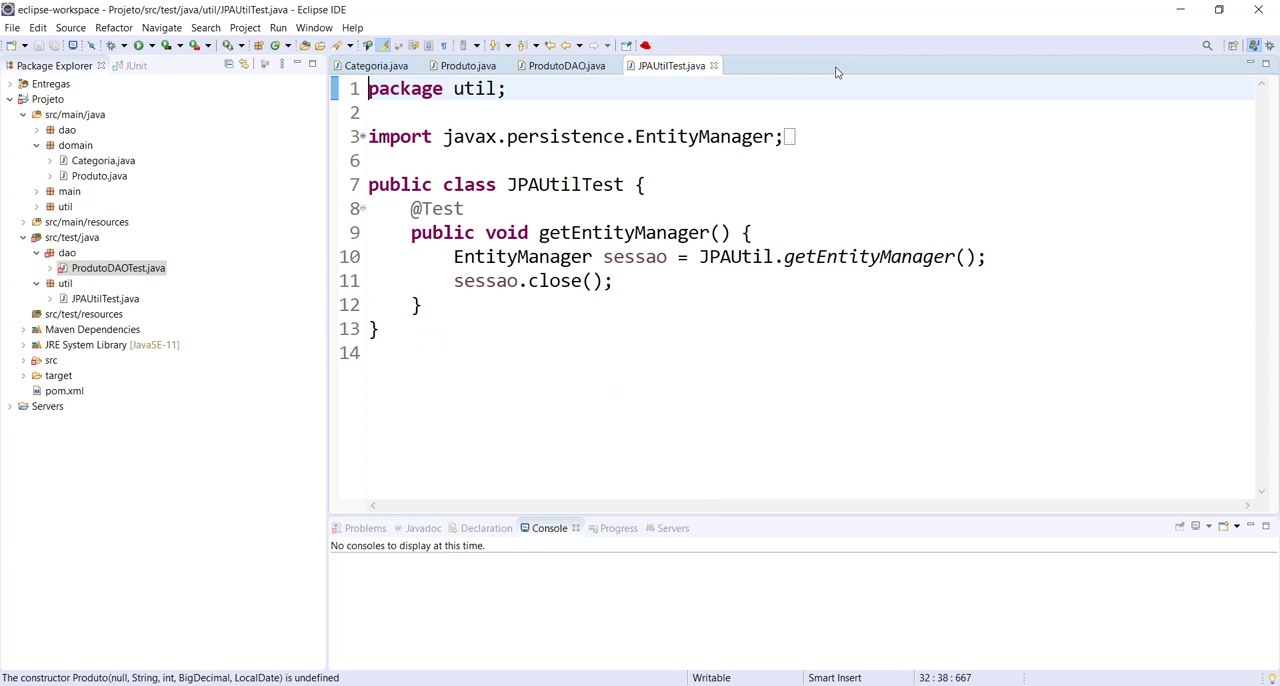 eclipse-workspace - Projeto/src/test/java/util/JPAUtilTest.java - Eclipse IDE
File Edit Source Refactor Navigate Search Project Run Window Help
Package Explorer JUnit
Categoria.java Produto.java ProdutoDAO.java JPAUtilTest.java
Entregas
Projeto
src/main/java
dao
domain
Categoria.java
Produto.java
main
util
src/main/resources
src/test/java
dao
ProdutoDAOTest.java
util
JPAUtilTest.java
src/test/resources
Maven Dependencies
JRE System Library [JavaSE-11]
src
target
pom.xml
Servers
1 package util;
2
3 import javax.persistence.EntityManager;
6
7 public class JPAUtilTest {
8 @Test
9 public void getEntityManager() {
10 EntityManager sessao = JPAUtil.getEntityManager();
11 sessao.close();
12 }
13 }
14
Problems Javadoc Declaration Console Progress Servers
No consoles to display at this time.
The constructor Produto(null, String, int, BigDecimal, LocalDate) is undefined Writable Smart Insert 32 : 38 : 667